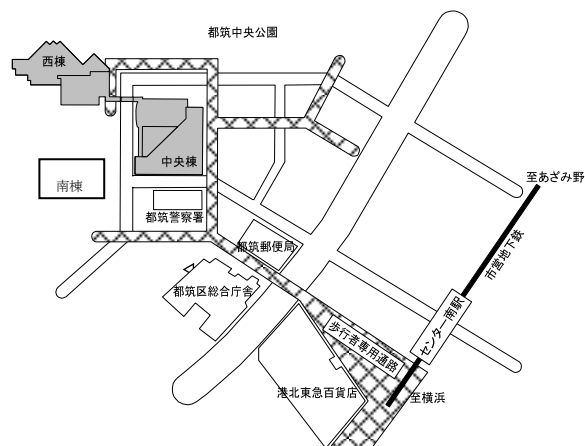 都筑中央公園
西棟
中央棟
至あざみ野
南棟
都筑警察署
市営地下鉄
都筑郵便局
都筑区総合庁舎
センター南駅
歩行者専用通路
港北東急百貨店
至横浜